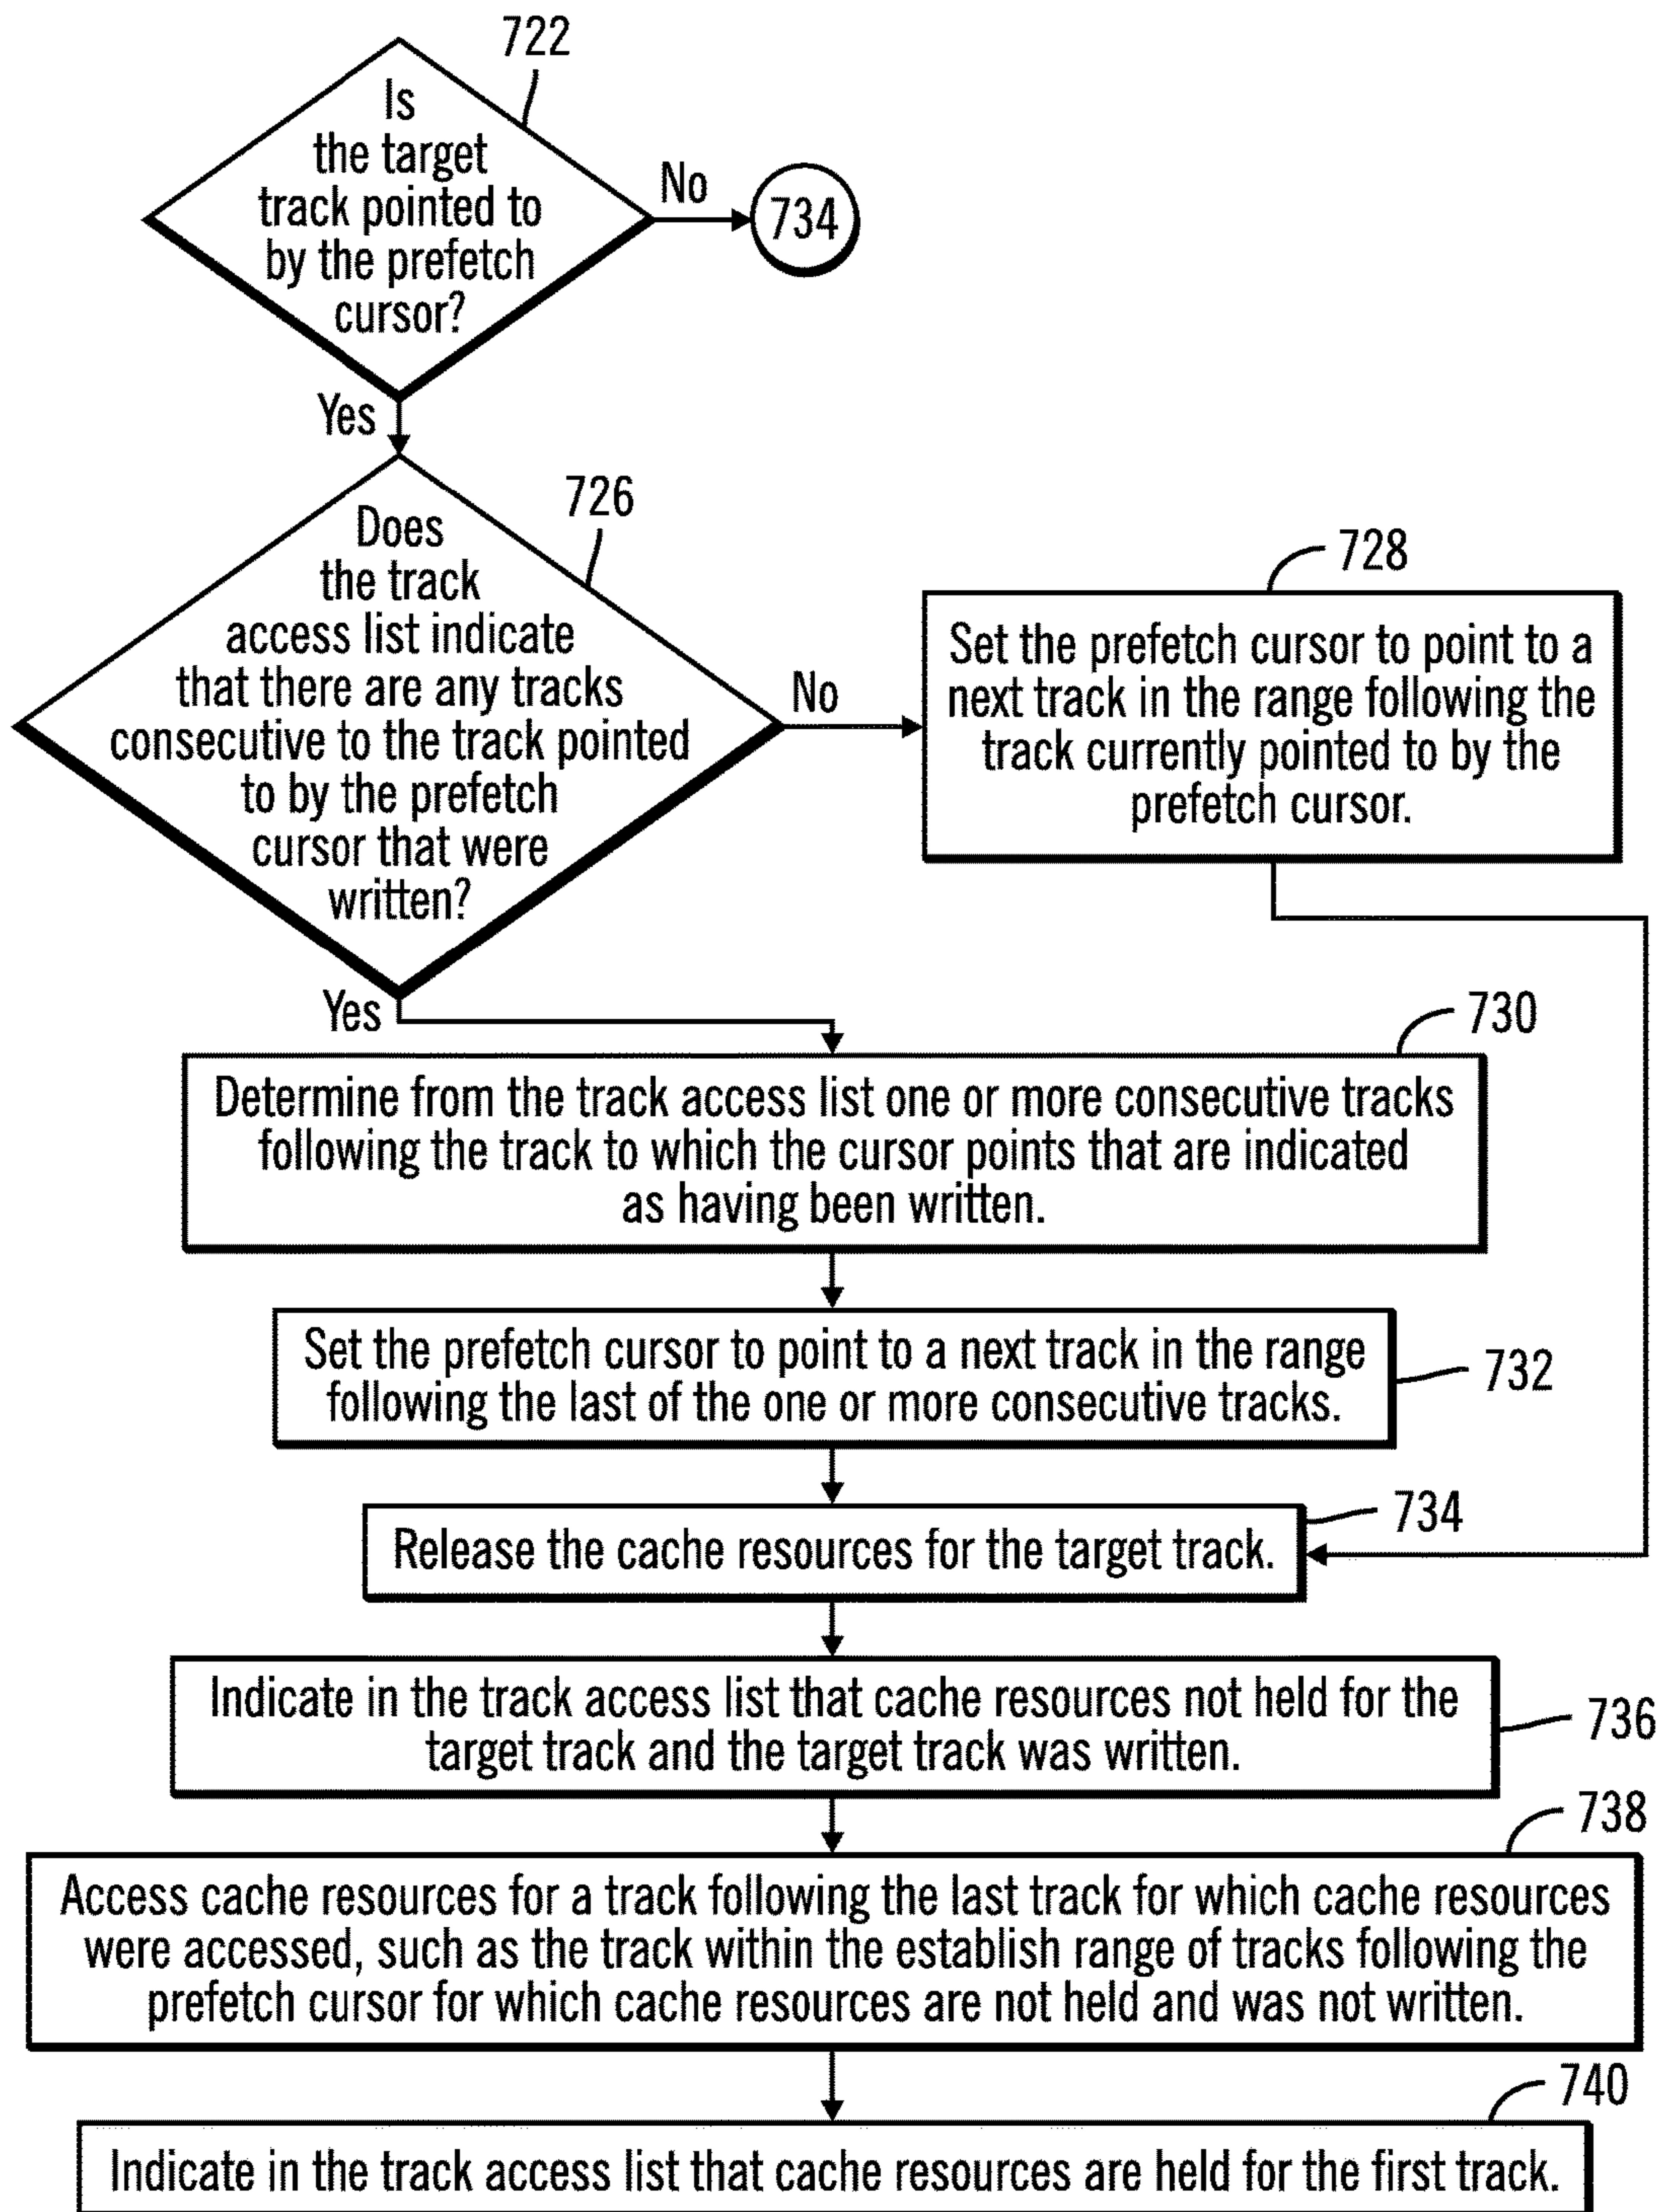 722
Is
the target
track pointed to
by the prefetch
cursor?
No
734
Yes
726
Does
the track
access list indicate
that there are any tracks
consecutive to the track pointed
to by the prefetch
cursor that were
written?
No
728
Set the prefetch cursor to point to a
next track in the range following the
track currently pointed to by the
prefetch cursor.
Yes
730
Determine from the track access list one or more consecutive tracks
following the track to which the cursor points that are indicated
as having been written.
Set the prefetch cursor to point to a next track in the range
following the last of the one or more consecutive tracks.
732
734
Release the cache resources for the target track.
Indicate in the track access list that cache resources not held for the
target track and the target track was written.
736
738
Access cache resources for a track following the last track for which cache resources
were accessed, such as the track within the establish range of tracks following the
prefetch cursor for which cache resources are not held and was not written.
740
Indicate in the track access list that cache resources are held for the first track.